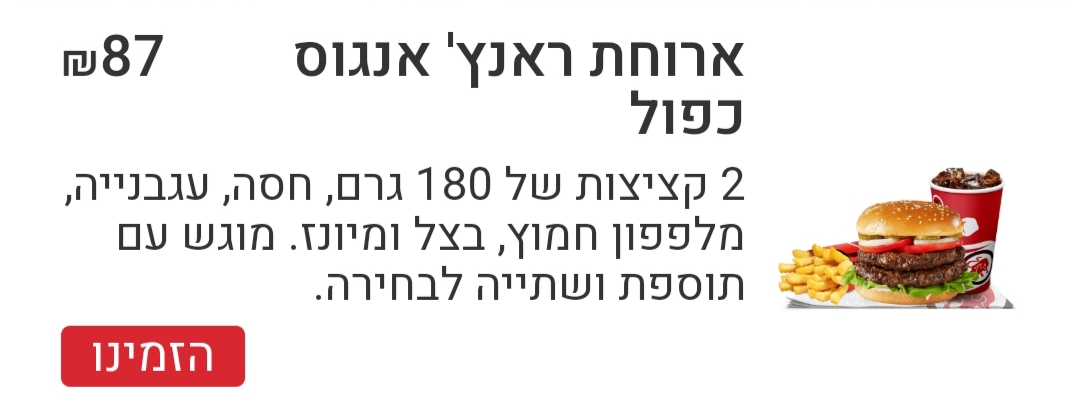 ארוחת ראנץ' אנגוס
כפול
₪87
2 קציצות של 180 גרם, חסה, עגבנייה,
מלפפון חמוץ, בצל ומיונז. מוגש עם
תוספת ושתייה לבחירה.
הזמינו